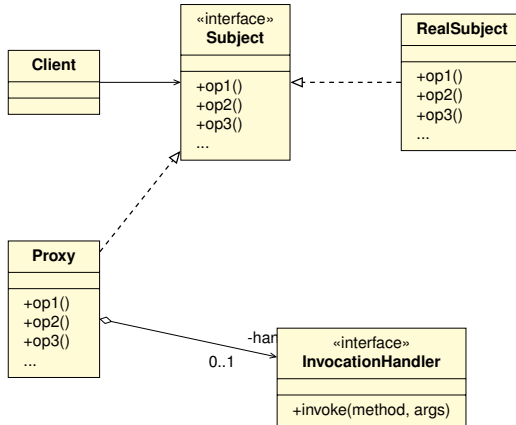 «interface»
Subject
+op1()
+op2()
+op3()
...
RealSubject
+op1()
+op2()
+op3()
...
Client
Proxy
+op1()
+op2()
+op3()
...
0..1
«interface»
InvocationHandler
+invoke(method, args)